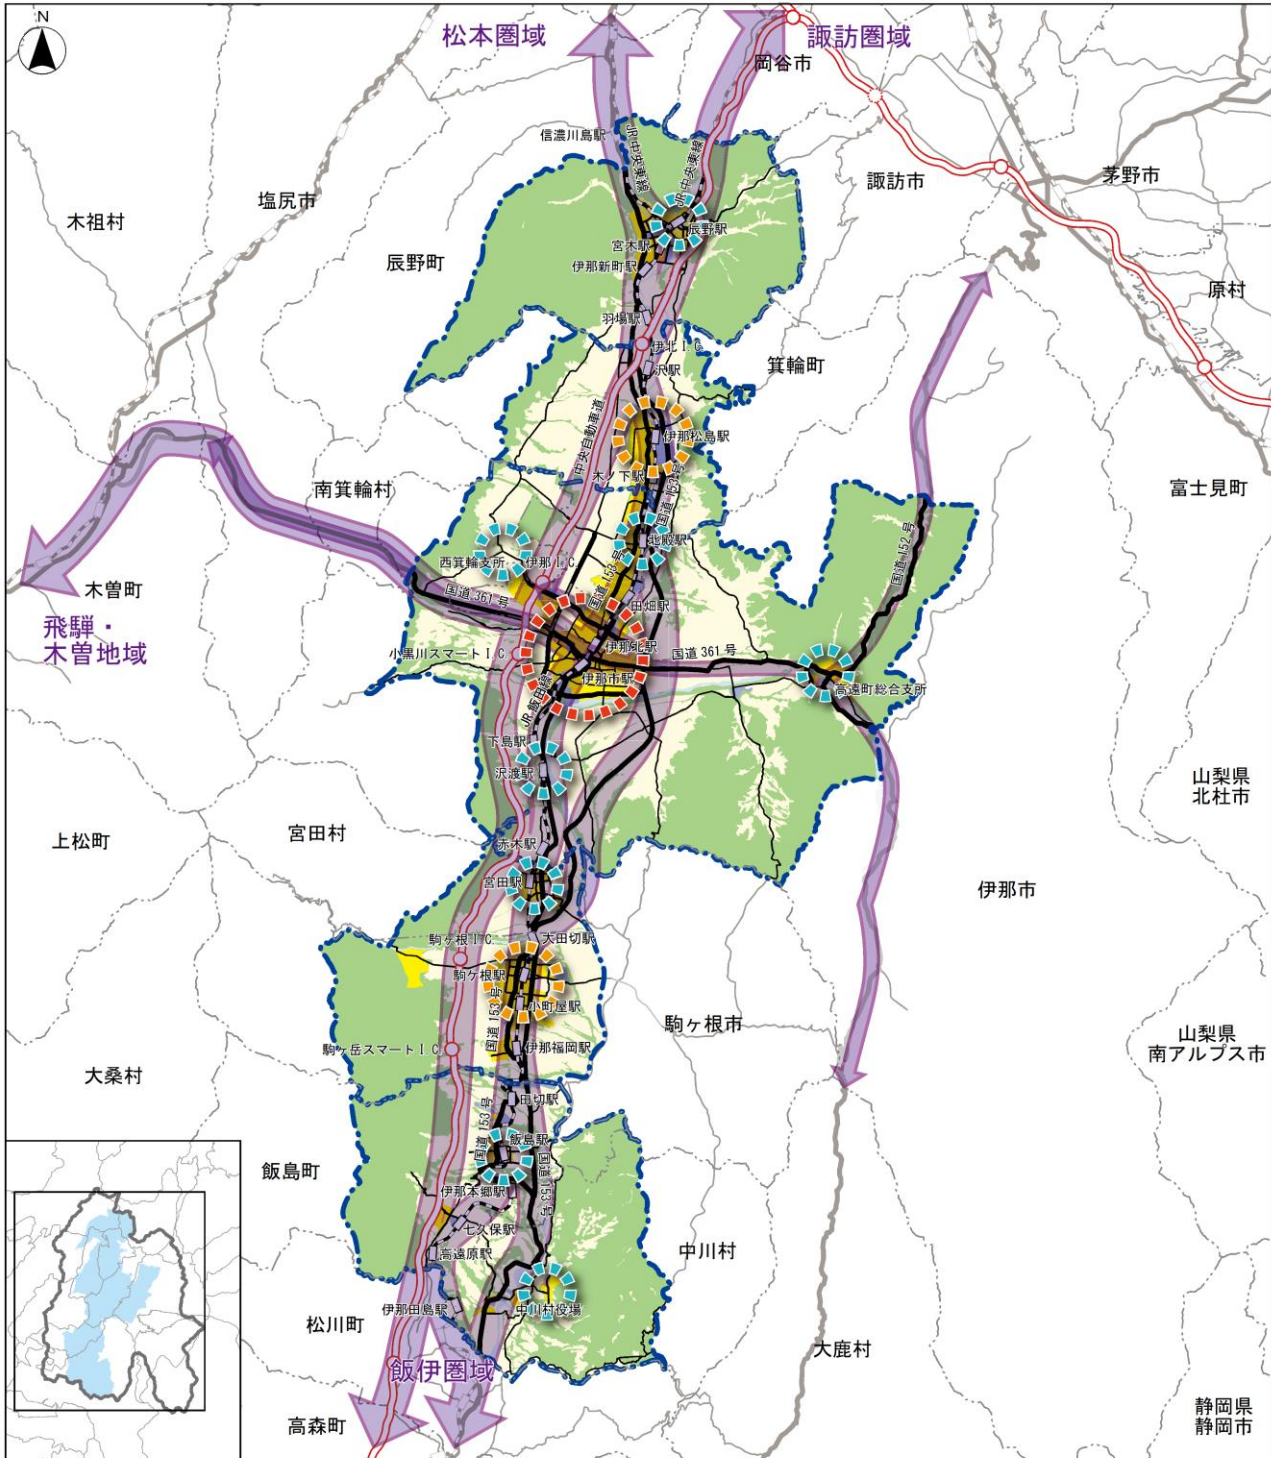 N
松本圏域
諏訪圏域
岡谷市
信濃川島駅
JR中央東線
JR中央東線
諏訪市
茅野市
塩尻市
木祖村
辰野町
辰野駅
宮木駅
伊那新町駅
原村
羽場駅
伊北I.C.
沢駅
箕輪町
中央自動車道
伊那松島駅
木ノ下駅
国道153号
南箕輪村
富士見町
北殿駅
西箕輪支所
伊那I.C.
国道152号
木曽町
国道361号
国道153号
田畑駅
飛騨・
木曽地域
小黒川スマートI.C
伊那北駅
国道361号
伊那市駅
高遠町総合支所
JR飯田線
下島駅
沢渡駅
山梨県
北杜市
上松町
宮田村
赤木駅
宮田駅
伊那市
駒ヶ根I.C.
大田切駅
駒ケ根駅
小町屋駅
国道153号
駒ヶ根市
山梨県
南アルプス市
駒ヶ岳スマートI.C
伊那福岡駅
大桑村
田切駅
国道153号
飯島駅
飯島町
国道153号
伊那本郷駅
七久保駅
高遠原駅
中川村
伊那田島駅
中川村役場
松川町
大鹿村
飯伊圏域
高森町
静岡県
静岡市